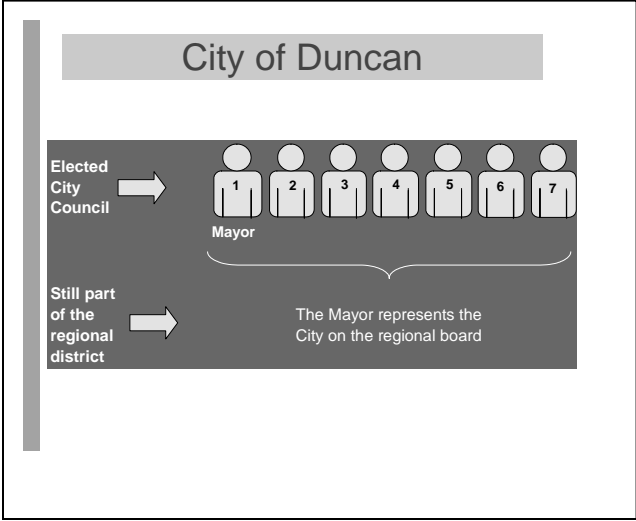 City of Duncan
Elected
City
Council
1 2 3 4 5 6 7
Mayor
Still part
of the
regional
district
The Mayor represents the
City on the regional board